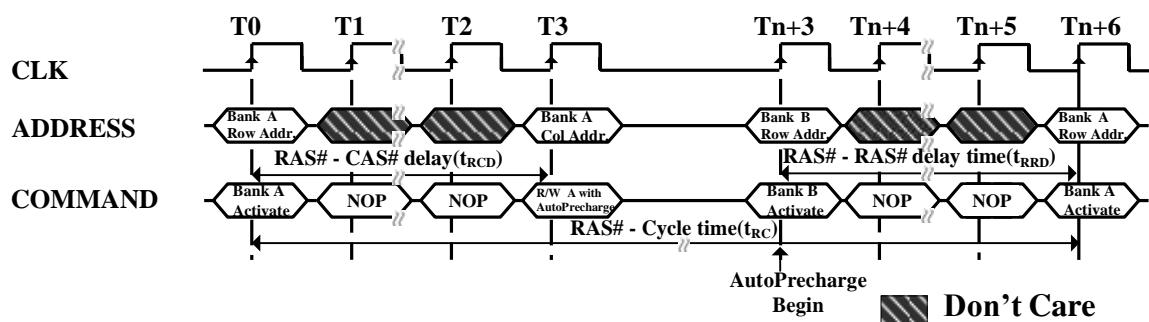 T0 T1 T2 T3 Tn+3 Tn+4 Tn+5 Tn+6
CLK
ADDRESS
Bank A
Row Addr.
Bank A
Col Addr.
Bank B
Row Addr.
Bank A
Row Addr.
RAS# - CAS# delay(tRCD)
RAS# - RAS# delay time(tRRD)
COMMAND
Bank A
Activate
NOP
NOP
R/W A with
AutoPrecharge
Bank B
Activate
NOP
NOP
Bank A
Activate
RAS# - Cycle time(tRC)
AutoPrecharge
Begin
Don't Care